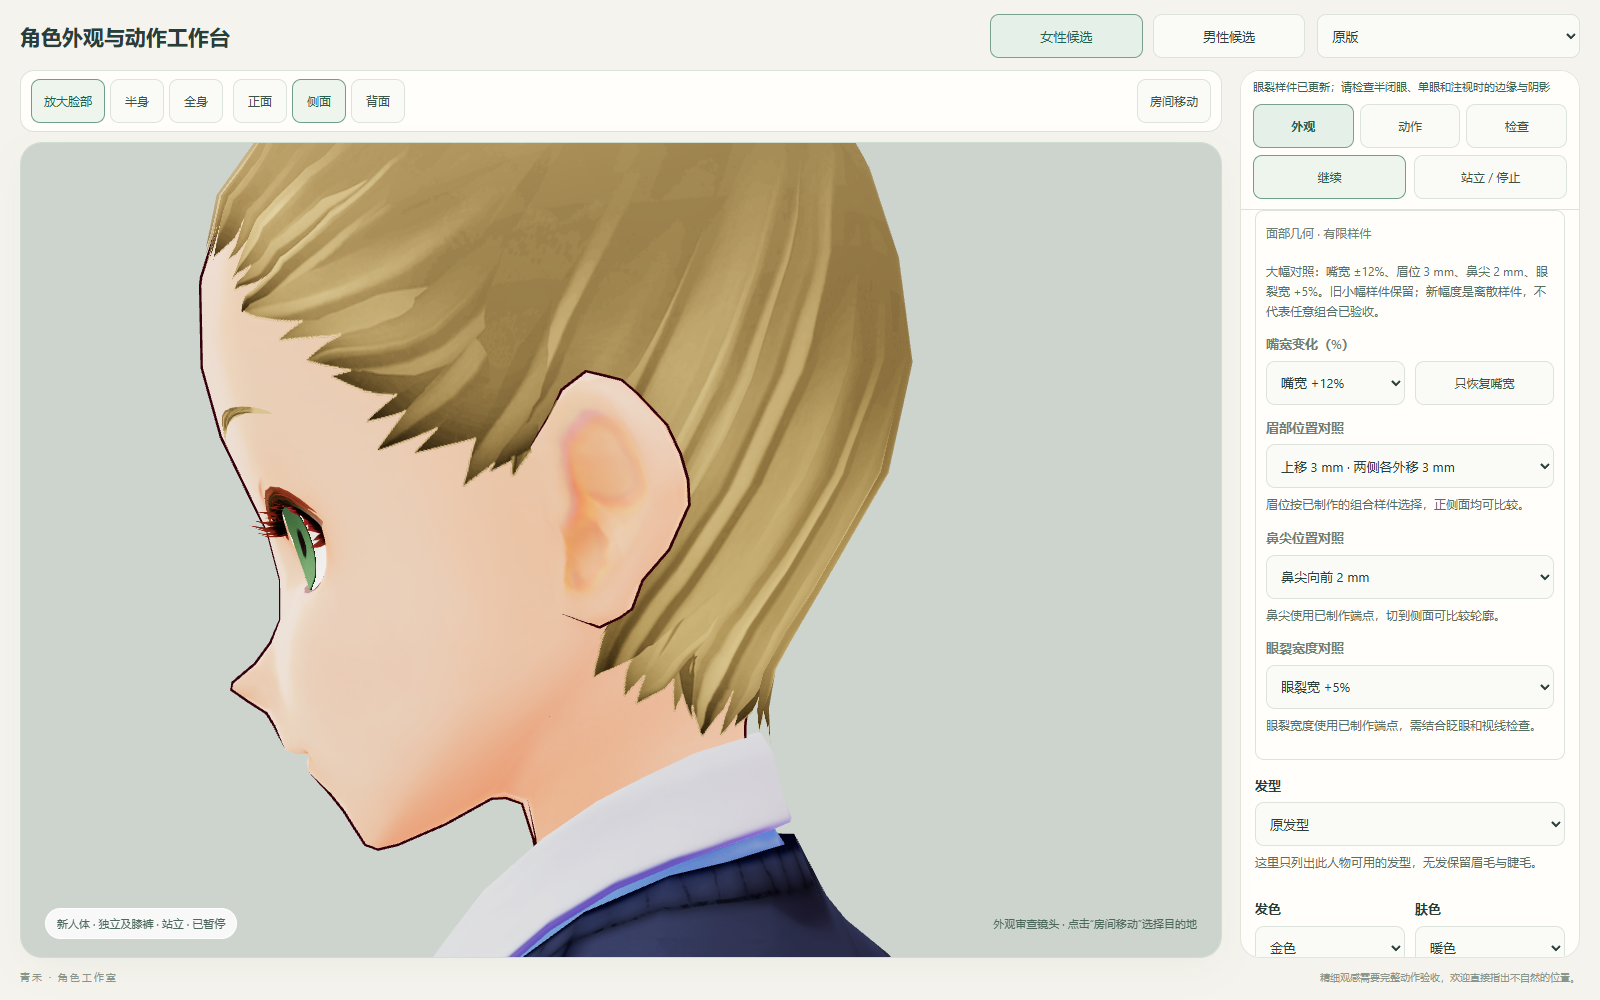 角色外观与动作工作台
女性候选
男性候选
原版
放大脸部
半身
全身
正面
侧面
背面
房间移动
眼裂样件已更新；请检查半闭眼、单眼和注视时的边缘与阴影
外观
动作
检查
继续
站立 / 停止
面部几何 · 有限样件
大幅对照：嘴宽 ±12%、眉位 3 mm、鼻尖 2 mm、眼
裂宽 +5%。旧小幅样件保留；新幅度是离散样件，不
代表任意组合已验收。
嘴宽变化（%）
嘴宽 +12%
只恢复嘴宽
眉部位置对照
上移 3 mm · 两侧各外移 3 mm
眉位按已制作的组合样件选择，正侧面均可比较。
鼻尖位置对照
鼻尖向前 2 mm
鼻尖使用已制作端点，切到侧面可比较轮廓。
眼裂宽度对照
眼裂宽 +5%
眼裂宽度使用已制作端点，需结合眨眼和视线检查。
发型
原发型
这里只列出此人物可用的发型，无发保留眉毛与睫毛。
发色
肤色
金色
暖色
新人体 · 独立及膝裤 · 站立 · 已暂停
外观审查镜头 · 点击“房间移动”选择目的地
青禾 · 角色工作室
精细观感需要完整动作验收，欢迎直接指出不自然的位置。